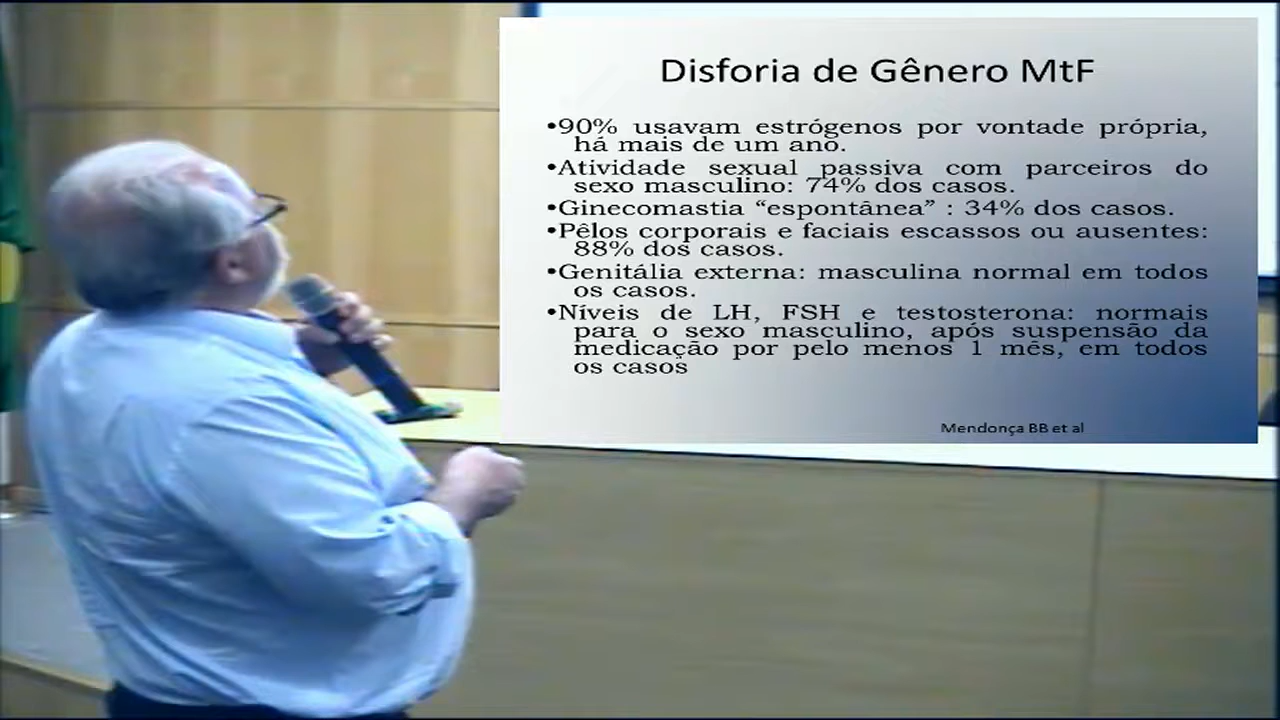 Disforia de Gênero MtF
•90% usavam estrógenos por vontade própria,
há mais de um ano.
•Atividade sexual passiva com parceiros do
sexo masculino: 74% dos casos.
•Ginecomastia “espontânea” : 34% dos casos.
•Pêlos corporais e faciais escassos ou ausentes:
88% dos casos.
•Genitália externa: masculina normal em todos
os casos.
•Níveis de LH, FSH e testosterona: normais
para o sexo masculino, após suspensão da
medicação por pelo menos 1 mês, em todos
os casos
Mendonça BB et al